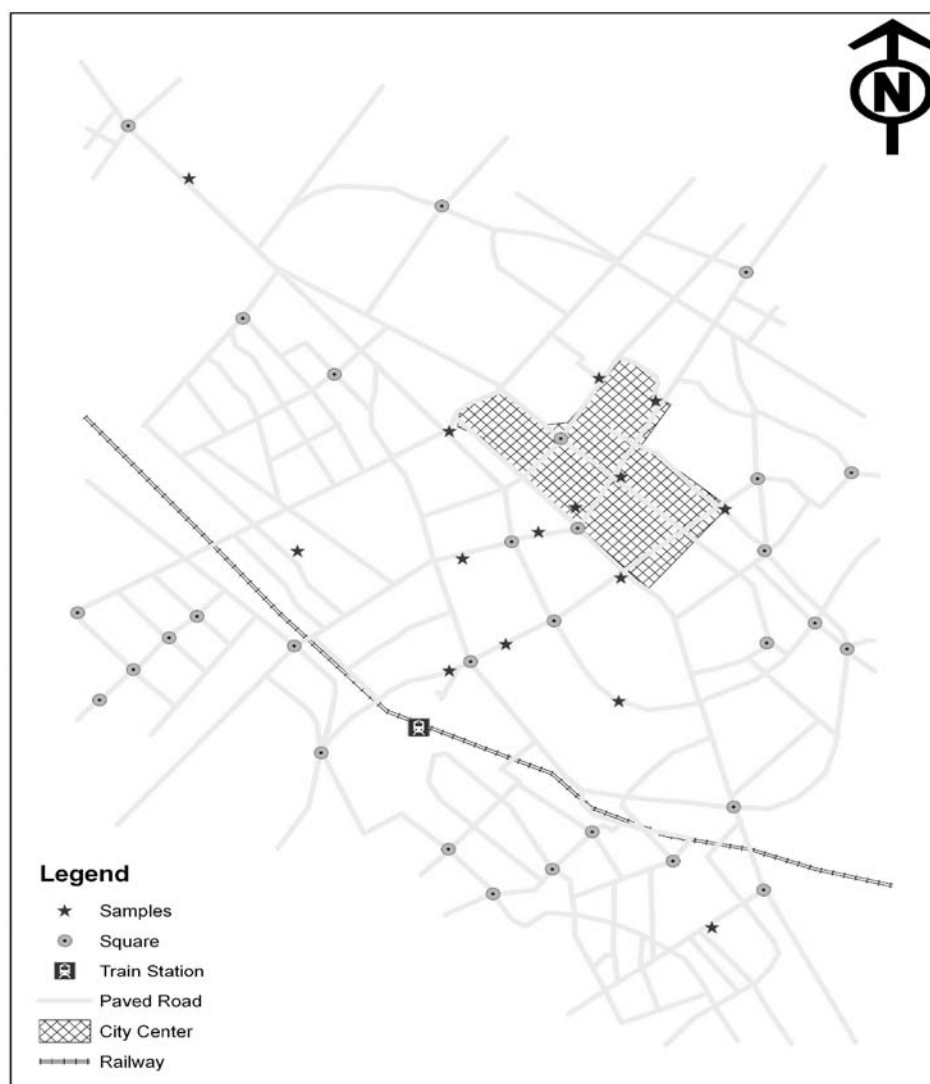 N
Legend
Samples
Square
Train Station
Paved Road
City Center
Railway